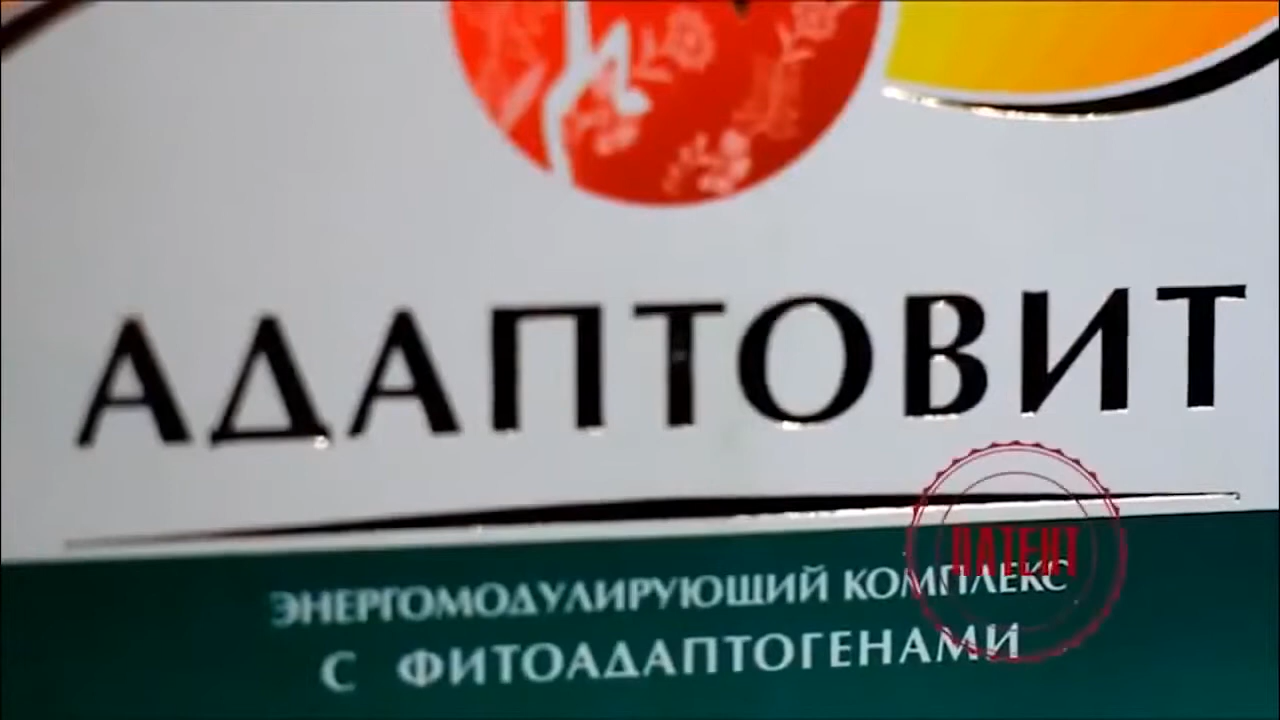 АДАПТОВИТ
ПАТЕНТ
ЭНЕРГОМОДУЛИРУЮЩИЙ КОМПЛЕКС
С ФИТОАДАПТОГЕНАМИ